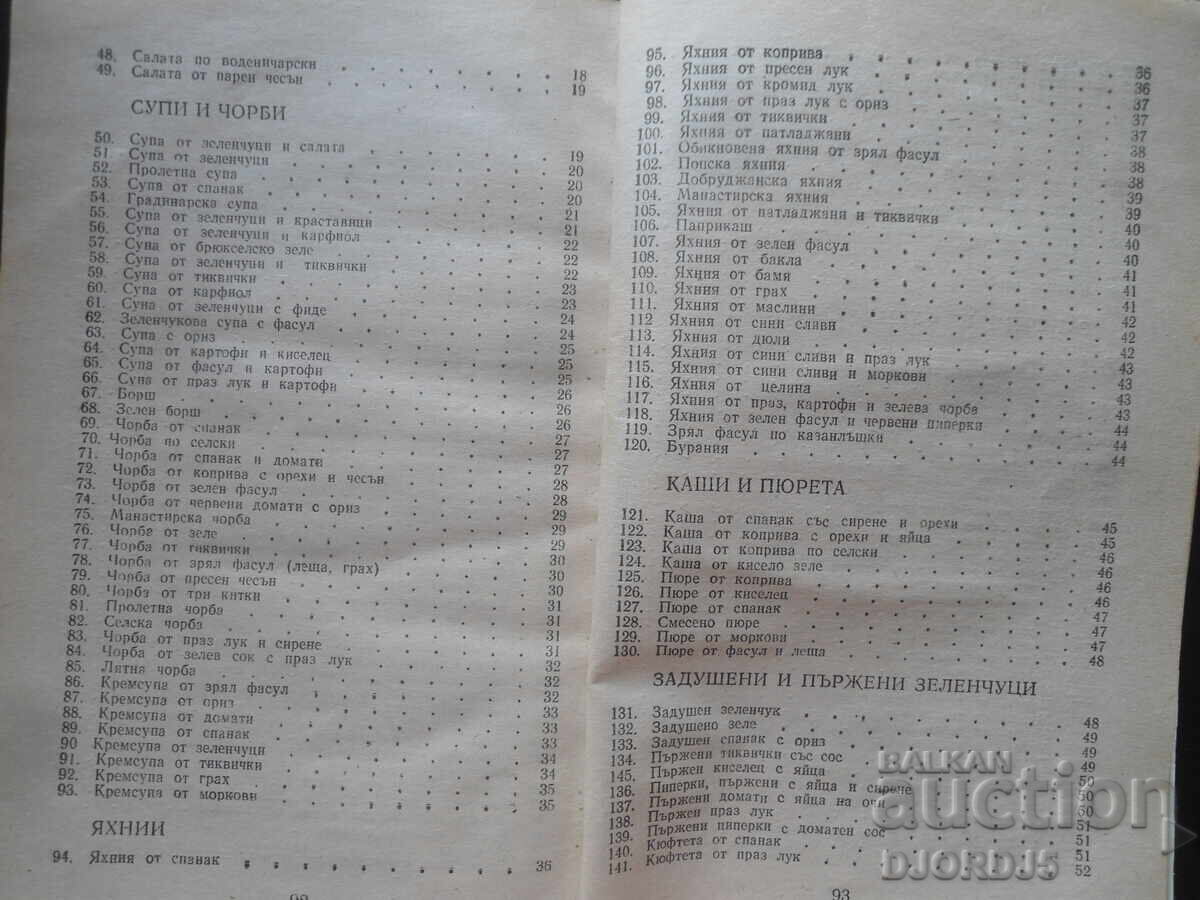 48. Салата по воденичарски 18
49. Салата от парен чесън 19
СУПИ И ЧОРБИ
50. Супа от зеленчуци и салата 19
51. Супа от зеленчуци 20
52. Пролетна супа 20
53. Супа от спанак 20
54. Градинарска супа 21
55. Супа от зеленчуци и краставици 21
56. Супа от зеленчуци и карфиол 22
57. Супа от брюкселско зеле 22
58. Супа от зеленчуци и тиквички 22
59. Супа от тиквички 23
60. Супа от карфиол 23
61. Супа от зеленчуци с фиде 24
62. Зеленчукова супа с фасул 24
63. Супа с ориз 25
64. Супа от картофи и киселец 25
65. Супа от фасул и картофи 25
66. Супа от праз лук и картофи 26
67. Борш 26
68. Зелен борш 26
69. Чорба от спанак 27
70. Чорба по селски 27
71. Чорба от спанак и домати 27
72. Чорба от коприва с орехи и чесън 28
73. Чорба от зелен фасул 28
74. Чорба от червени домати с ориз 29
75. Манастирска чорба 29
76. Чорба от зеле 29
77. Чорба от тиквички 30
78. Чорба от зрял фасул (леща, грах) 30
79. Чорба от пресен чесън 30
80. Чорба от три китки 31
81. Пролетна чорба 31
82. Селска чорба 31
83. Чорба от праз лук и сирене 32
84. Чорба от зелев сок с праз лук 32
85. Лятна чорба 32
86. Кремсупа от зрял фасул 33
87. Кремсупа от ориз 33
88. Кремсупа от домати 33
89. Кремсупа от спанак 34
90 Кремсупа от зеленчуци 34
91. Кремсупа от тиквички 35
92. Кремсупа от грах 35
93. Кремсупа от моркови
ЯХНИИ
94. Яхния от спанак 36
95. Яхния от коприва 36
96. Яхния от пресен лук 36
97. Яхния от кромид лук 37
98. Яхния от праз лук с ориз 37
99. Яхния от тиквички 37
100. Яхния от патладжани 38
101. Обикновена яхния от зрял фасул 38
102. Попска яхния 38
103. Добруджанска яхния 39
104. Манастирска яхния 39
105. Яхния от патладжани и тиквички 40
106. Паприкаш 40
107. Яхния от зелен фасул 40
108. Яхния от бакла 41
109. Яхния от бамя 41
110. Яхния от грах 41
111. Яхния от маслини 42
112 Яхния от сини слави 42
113. Яхния от дюли 42
114. Яхния от сини сливи и праз лук 43
115. Яхния от сини сливи и моркови 43
116. Яхния от целина 43
117. Яхния от праз, картофи и зелева чорба 43
118. Яхния от зелен фасул и червени пиперки 44
119. Зрял фасул по казанлъшки 44
120. Бурания 44
КАШИ И ПЮРЕТА
121. Каша от спанак със сирене и орехи 45
122. Каша от коприва с орехи и яйца 45
123. Каша от коприва по селски 46
124. Каша от кисело зеле 46
125. Пюре от коприва 46
126. Пюре от киселец 46
127. Пюре от спанак 47
128. Смесено пюре 47
129. Пюре от моркови 47
130. Пюре от фасул и леща 48
ЗАДУШЕНИ И ПЪРЖЕНИ ЗЕЛЕНЧУЦИ
131. Задушен зеленчук 48
132. Задушено зеле 49
133. Задушен спанак с ориз 49
134. Пържени тиквички със сос 49
145. Пържен киселец с яйца 50
136. Пиперки, пържени с яйца и сирене 50
137. Пържени домати с яйца на очи 50
138. Пържен праз лук 51
139. Пържени пиперки с доматен сос 51
140. Кюфтета от спанак 51
141. Кюфтета от праз лук 52
93
BALKAN
auction
DJORDJ5